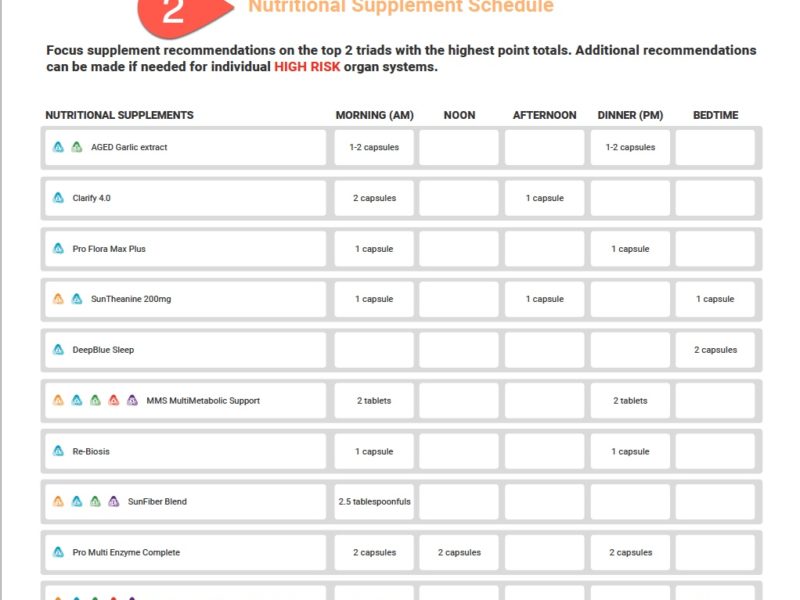 2
Nutritional Supplement Schedule
Focus supplement recommendations on the top 2 triads with the highest point totals. Additional recommendations
can be made if needed for individual HIGH RISK organ systems.
NUTRITIONAL SUPPLEMENTS MORNING (AM) NOON AFTERNOON DINNER (PM) BEDTIME
AGED Garlic extract 1-2 capsules 1-2 capsules
Clarify 4.0 2 capsules 1 capsule
Pro Flora Max Plus 1 capsule 1 capsule
SunTheanine 200mg 1 capsule 1 capsule 1 capsule
DeepBlue Sleep 2 capsules
MMS MultiMetabolic Support 2 tablets 2 tablets
Re-Biosis 1 capsule 1 capsule
SunFiber Blend 2.5 tablespoonfuls
Pro Multi Enzyme Complete 2 capsules 2 capsules 2 capsules